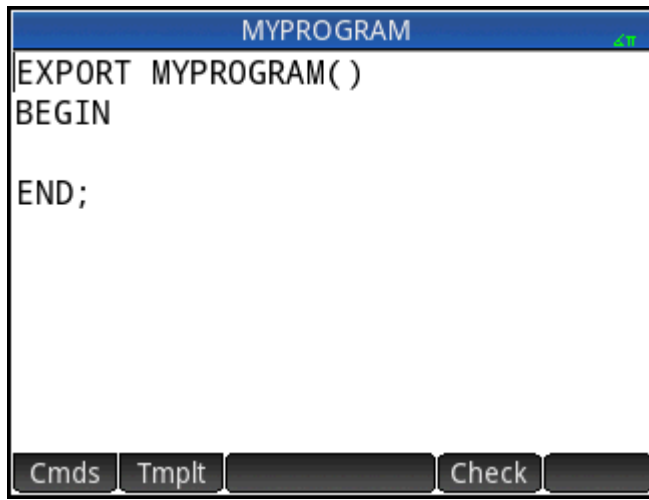 MYPROGRAM
∡π
EXPORT MYPROGRAM()
BEGIN
END;
Cmds Tmplt Check